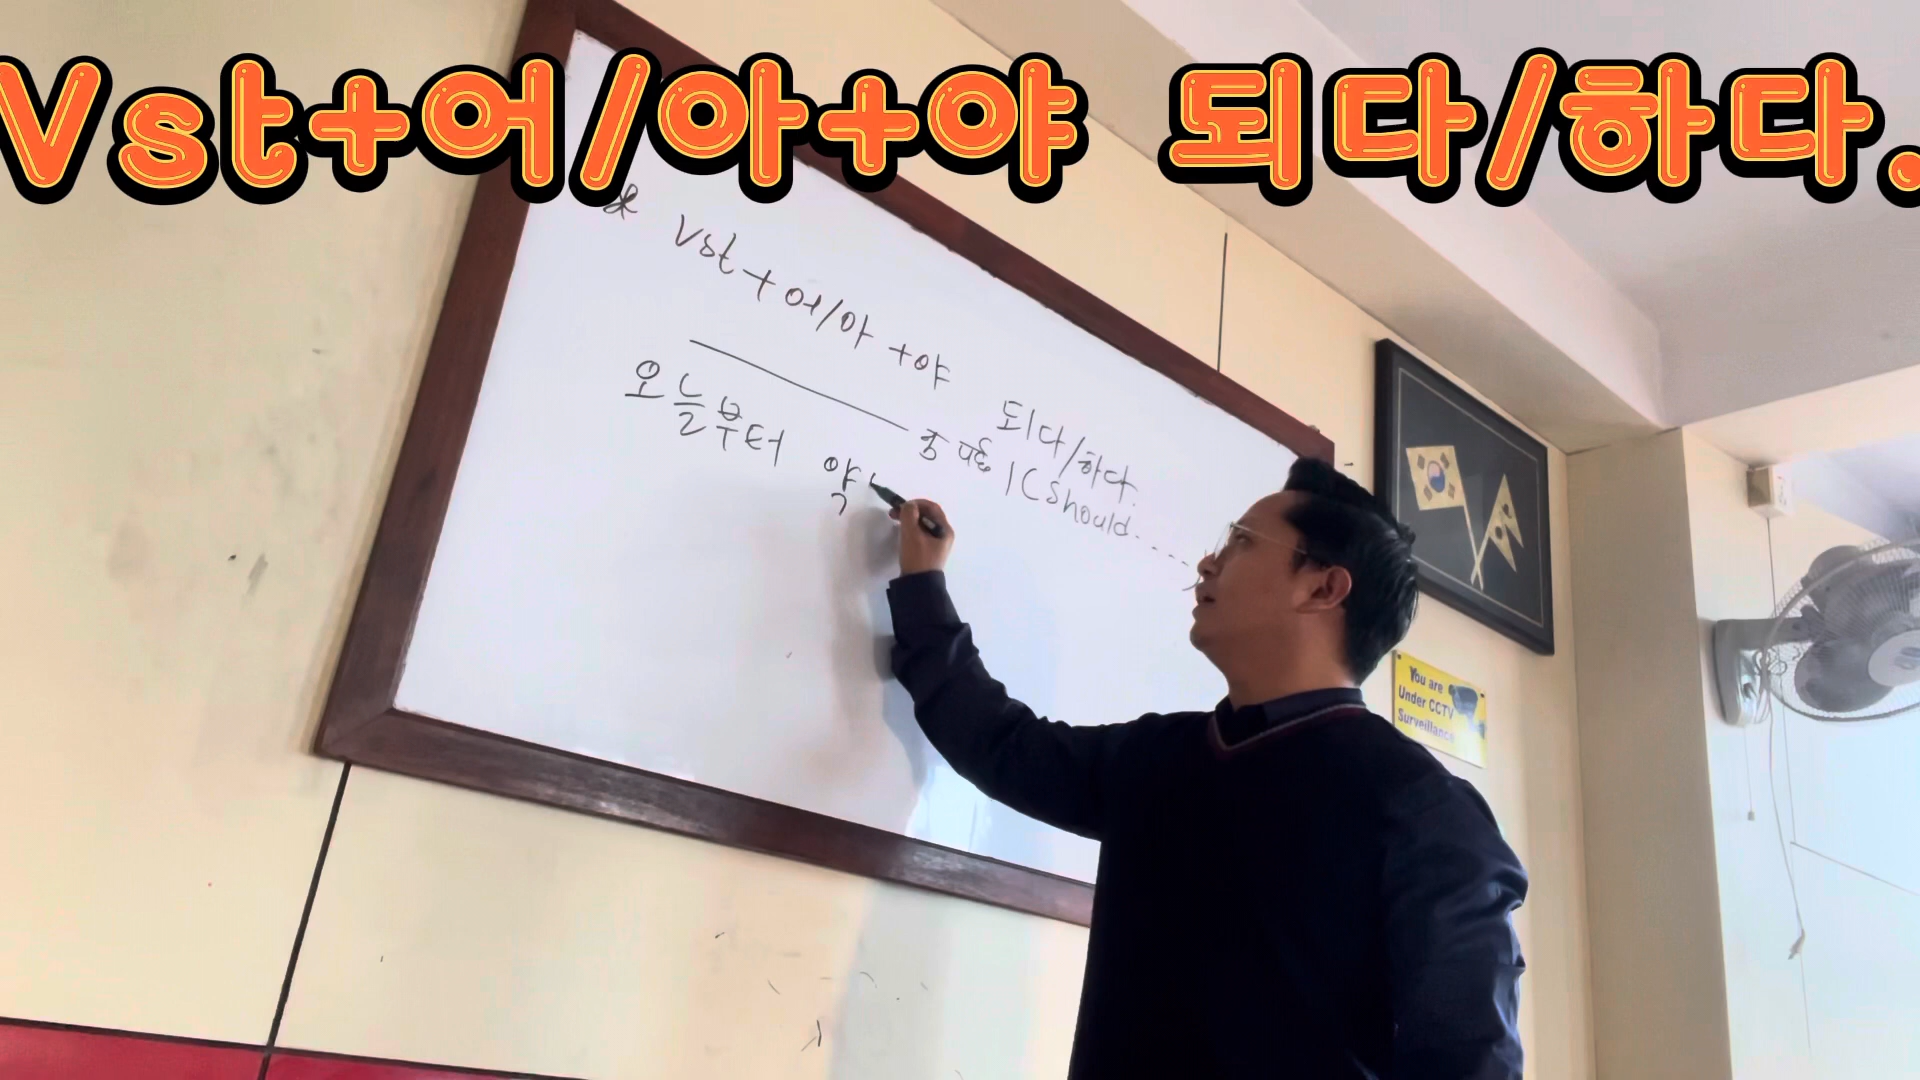 Vst+어/아+야 되다/하다.
* Vst+어/아+야 되다/하다.
नु पर्छ । (should.....)
오늘부터 약
You are
Under CCTV
Surveillance